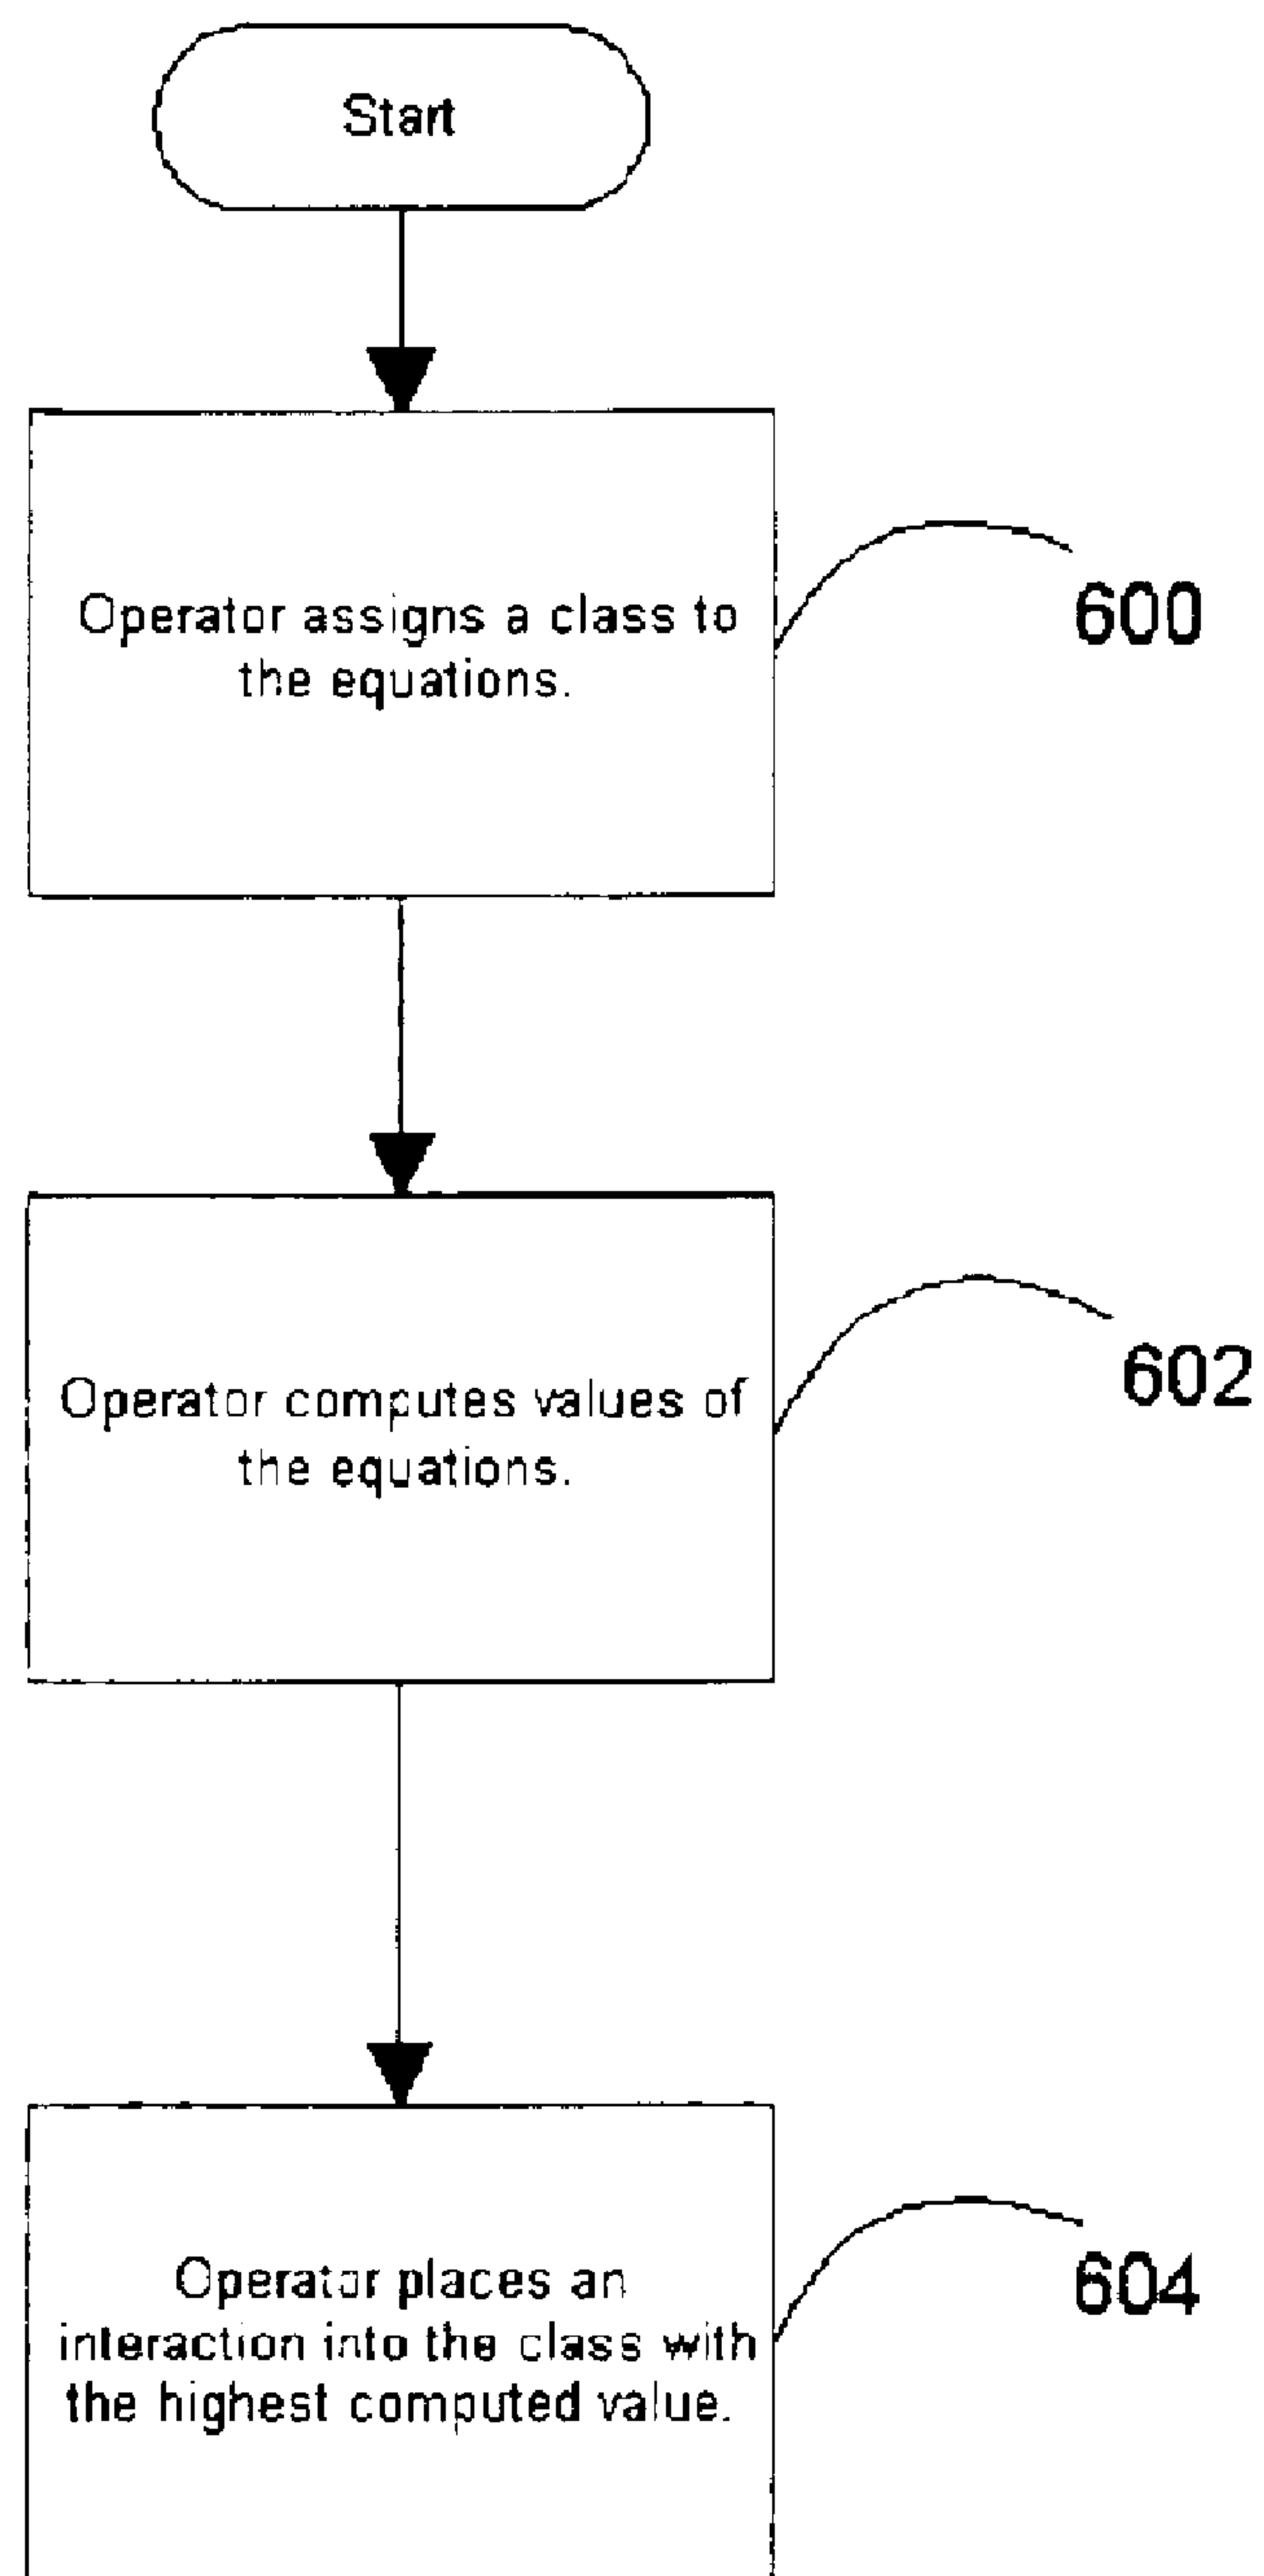 Start
Operator assigns a class to
the equations.
600
Operator computes values of
the equations.
602
Operator places an
interaction into the class with
the highest computed value.
604